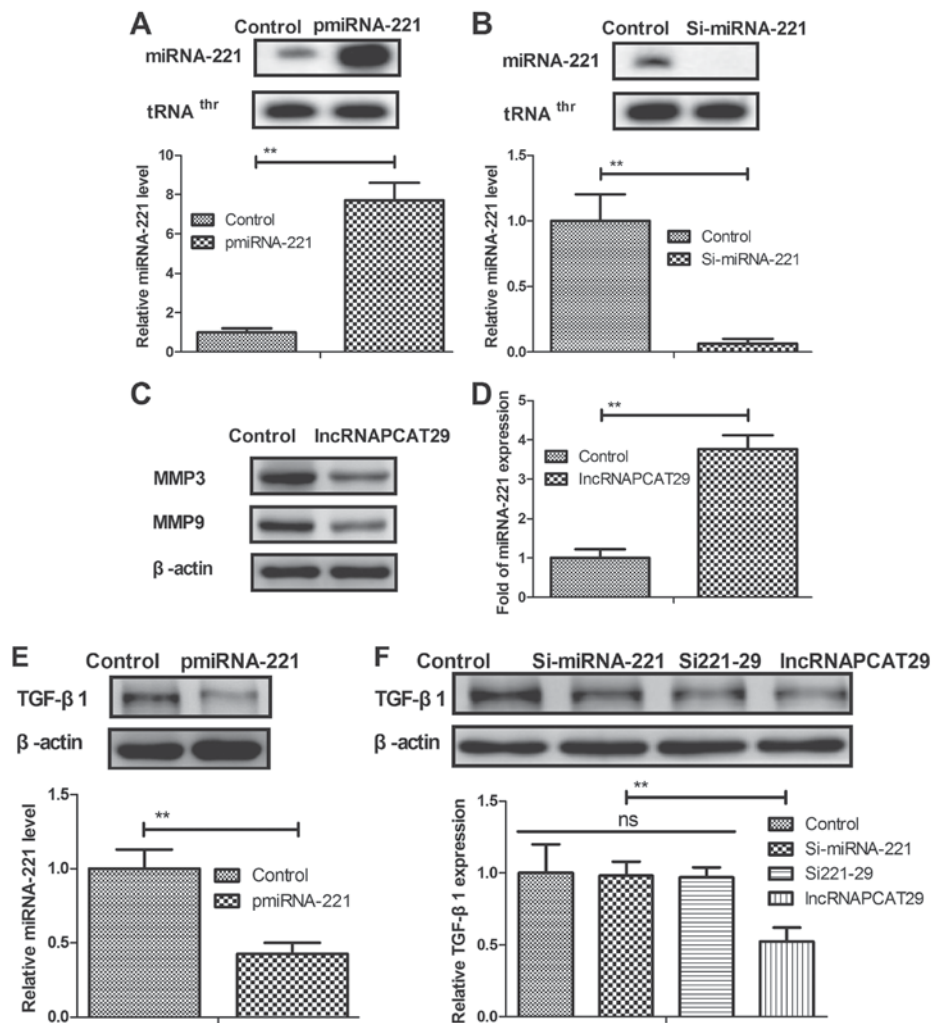 A
Control pmiRNA-221
miRNA-221
tRNA thr
Relative miRNA-221 level
10
8
6
4
2
0
**
Control
pmiRNA-221
B
Control Si-miRNA-221
miRNA-221
tRNA thr
Relative miRNA-221 level
1.5
1.0
0.5
0.0
**
Control
Si-miRNA-221
C
Control lncRNAPCAT29
MMP3
MMP9
β-actin
D
Fold of miRNA-221 expression
5
4
3
2
1
0
**
Control
lncRNAPCAT29
E
Control pmiRNA-221
TGF-β 1
β-actin
Relative miRNA-221 level
1.5
1.0
0.5
0.0
**
Control
pmiRNA-221
F
Control Si-miRNA-221 Si221-29 lncRNAPCAT29
TGF-β 1
β-actin
Relative TGF-β 1 expression
1.5
1.0
0.5
0.0
**
ns
Control
Si-miRNA-221
Si221-29
lncRNAPCAT29